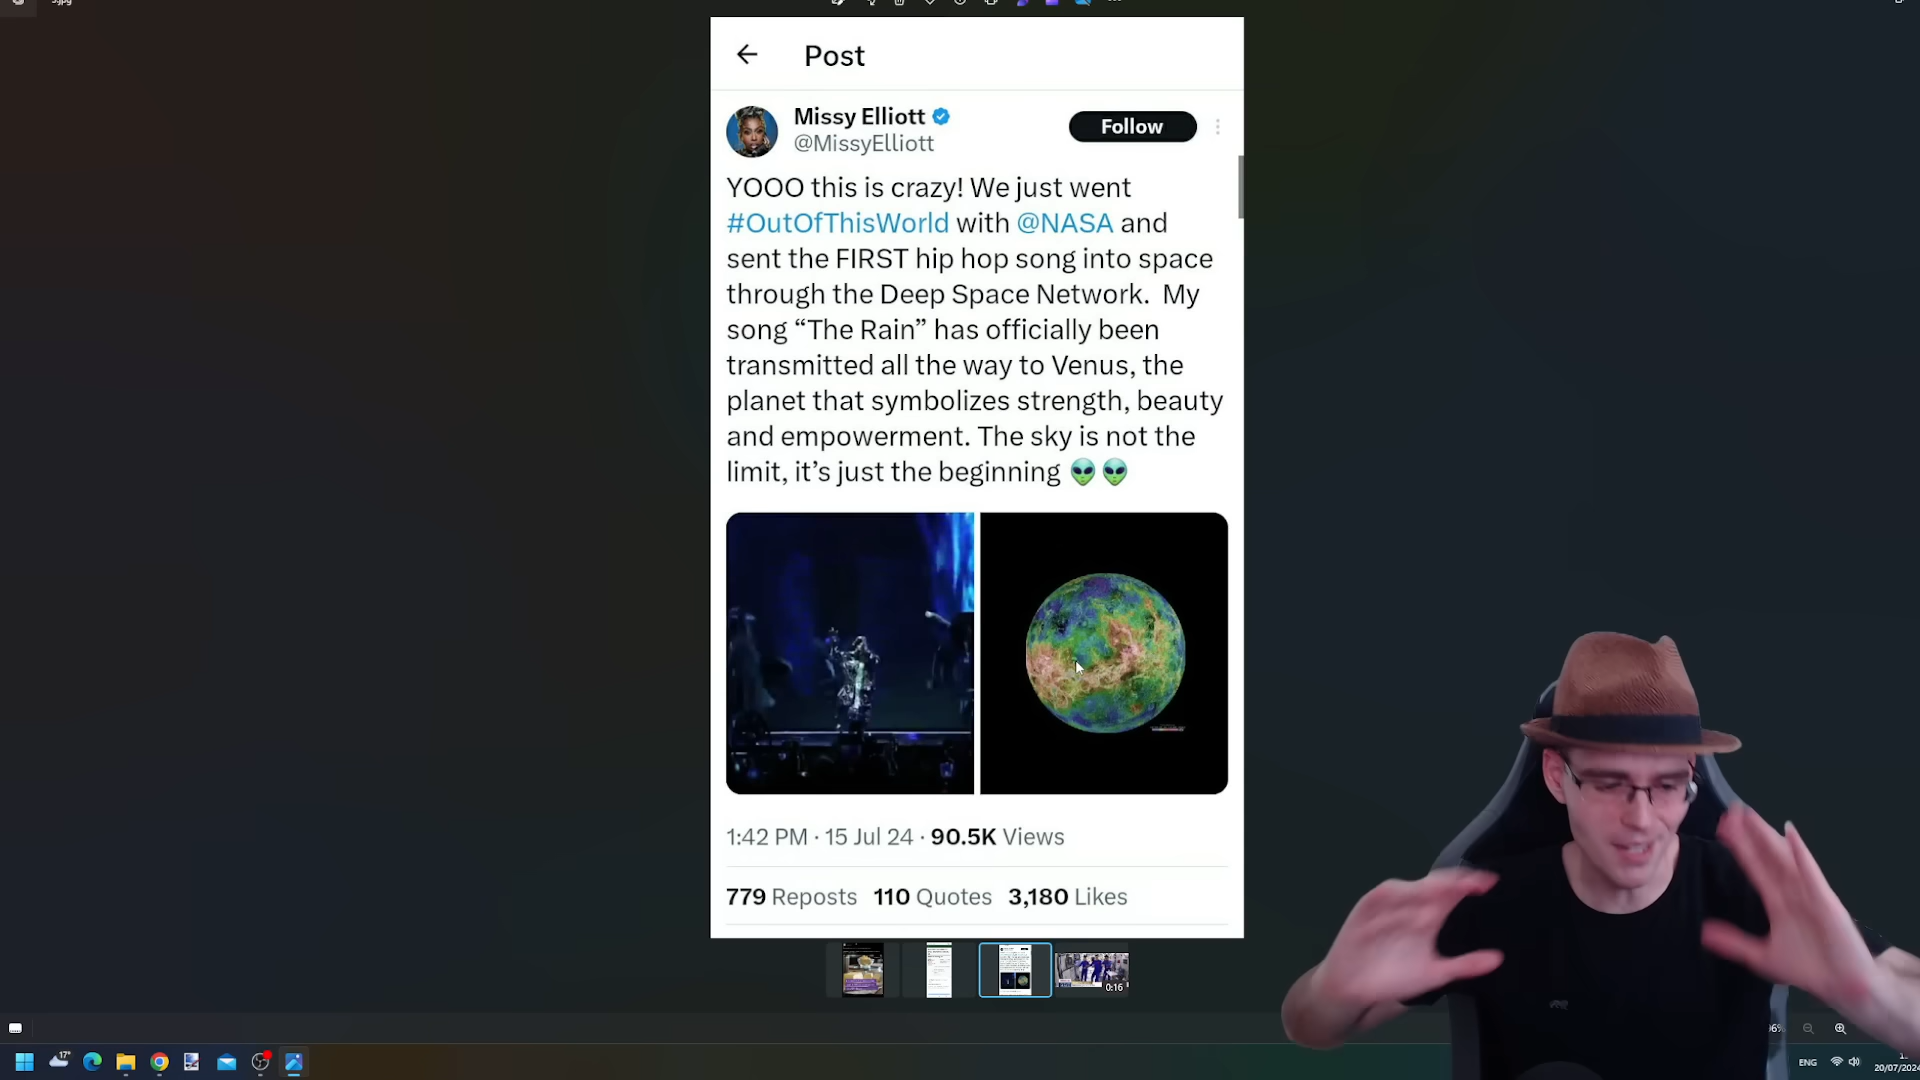 Post
Missy Elliott
@MissyElliott
Follow
YOOO this is crazy! We just went
#OutOfThisWorld with @NASA and
sent the FIRST hip hop song into space
through the Deep Space Network.  My
song “The Rain” has officially been
transmitted all the way to Venus, the
planet that symbolizes strength, beauty
and empowerment. The sky is not the
limit, it’s just the beginning 👽👽
1:42 PM · 15 Jul 24 · 90.5K Views
779 Reposts 110 Quotes 3,180 Likes
0:16
17°
ENG